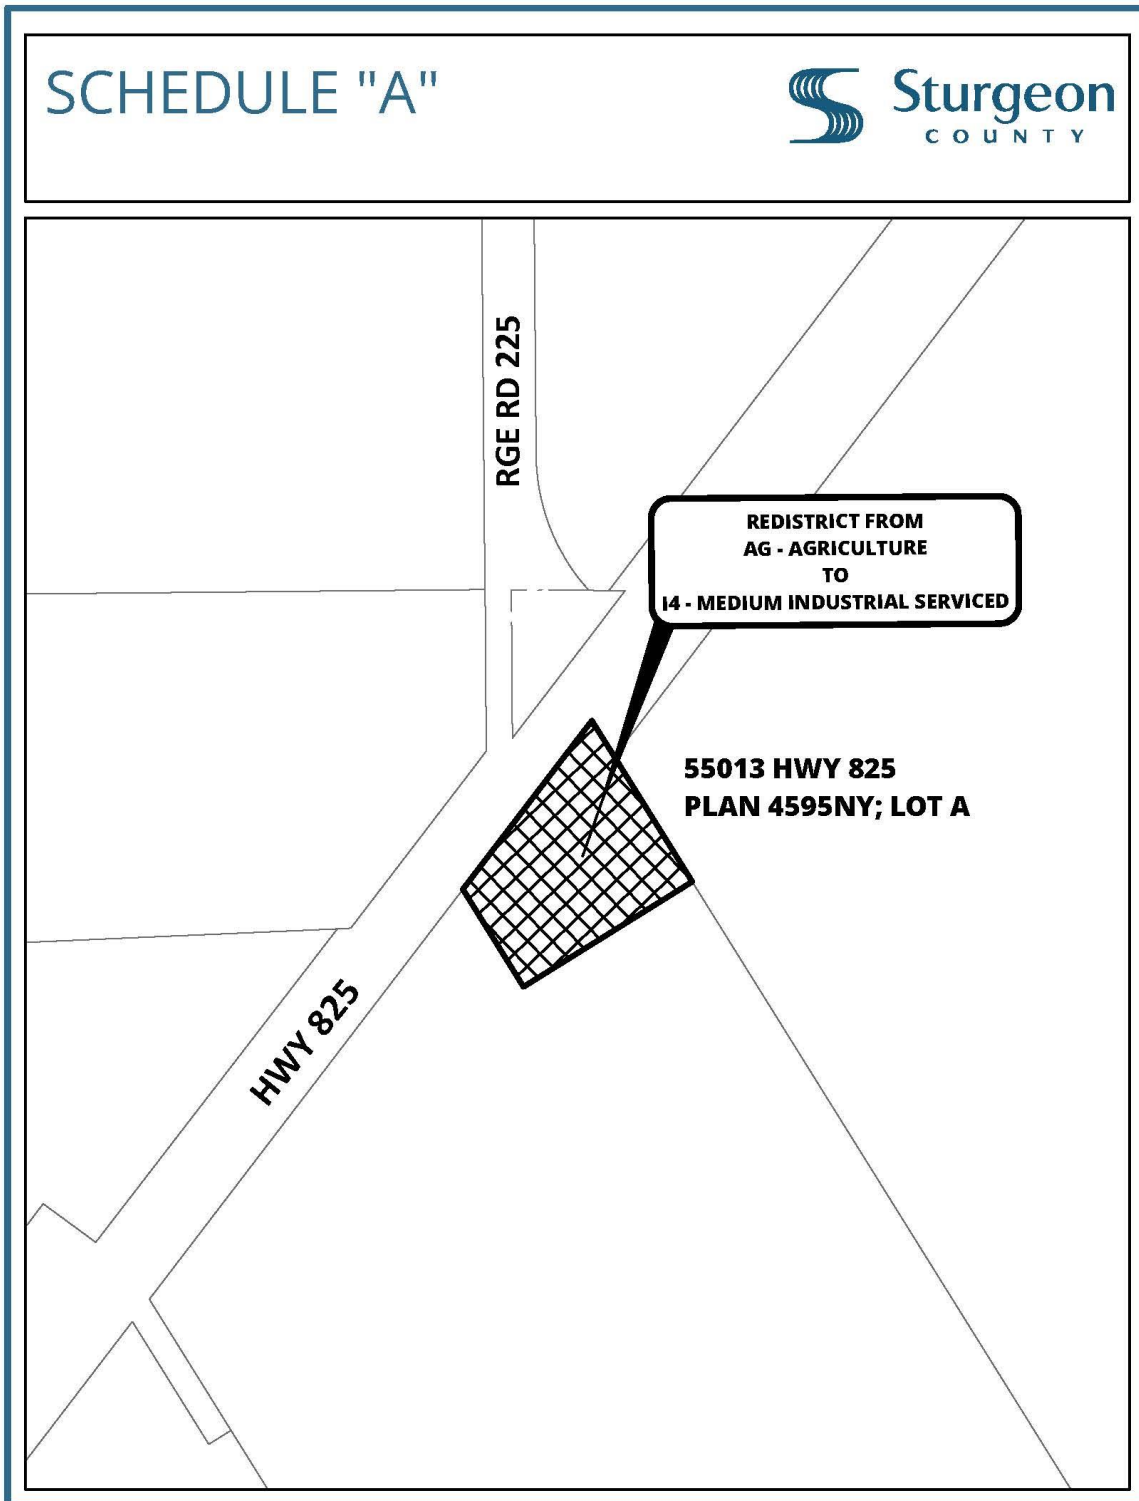 SCHEDULE "A"
Sturgeon
COUNTY
RGE RD 225
REDISTRICT FROM
AG - AGRICULTURE
TO
I4 - MEDIUM INDUSTRIAL SERVICED
55013 HWY 825
PLAN 4595NY; LOT A
HWY 825